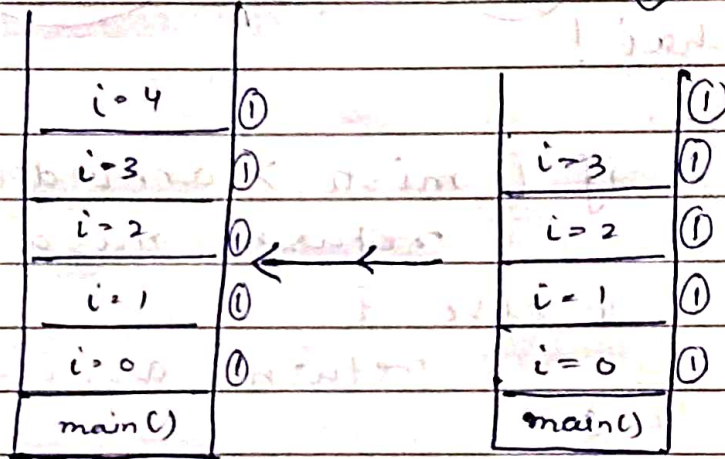 i = 4 ①
i = 3 ①
i = 2 ①
i = 1 ①
i = 0 ①
main()
①
i = 3 ①
i = 2 ①
i = 1 ①
i = 0 ①
main()